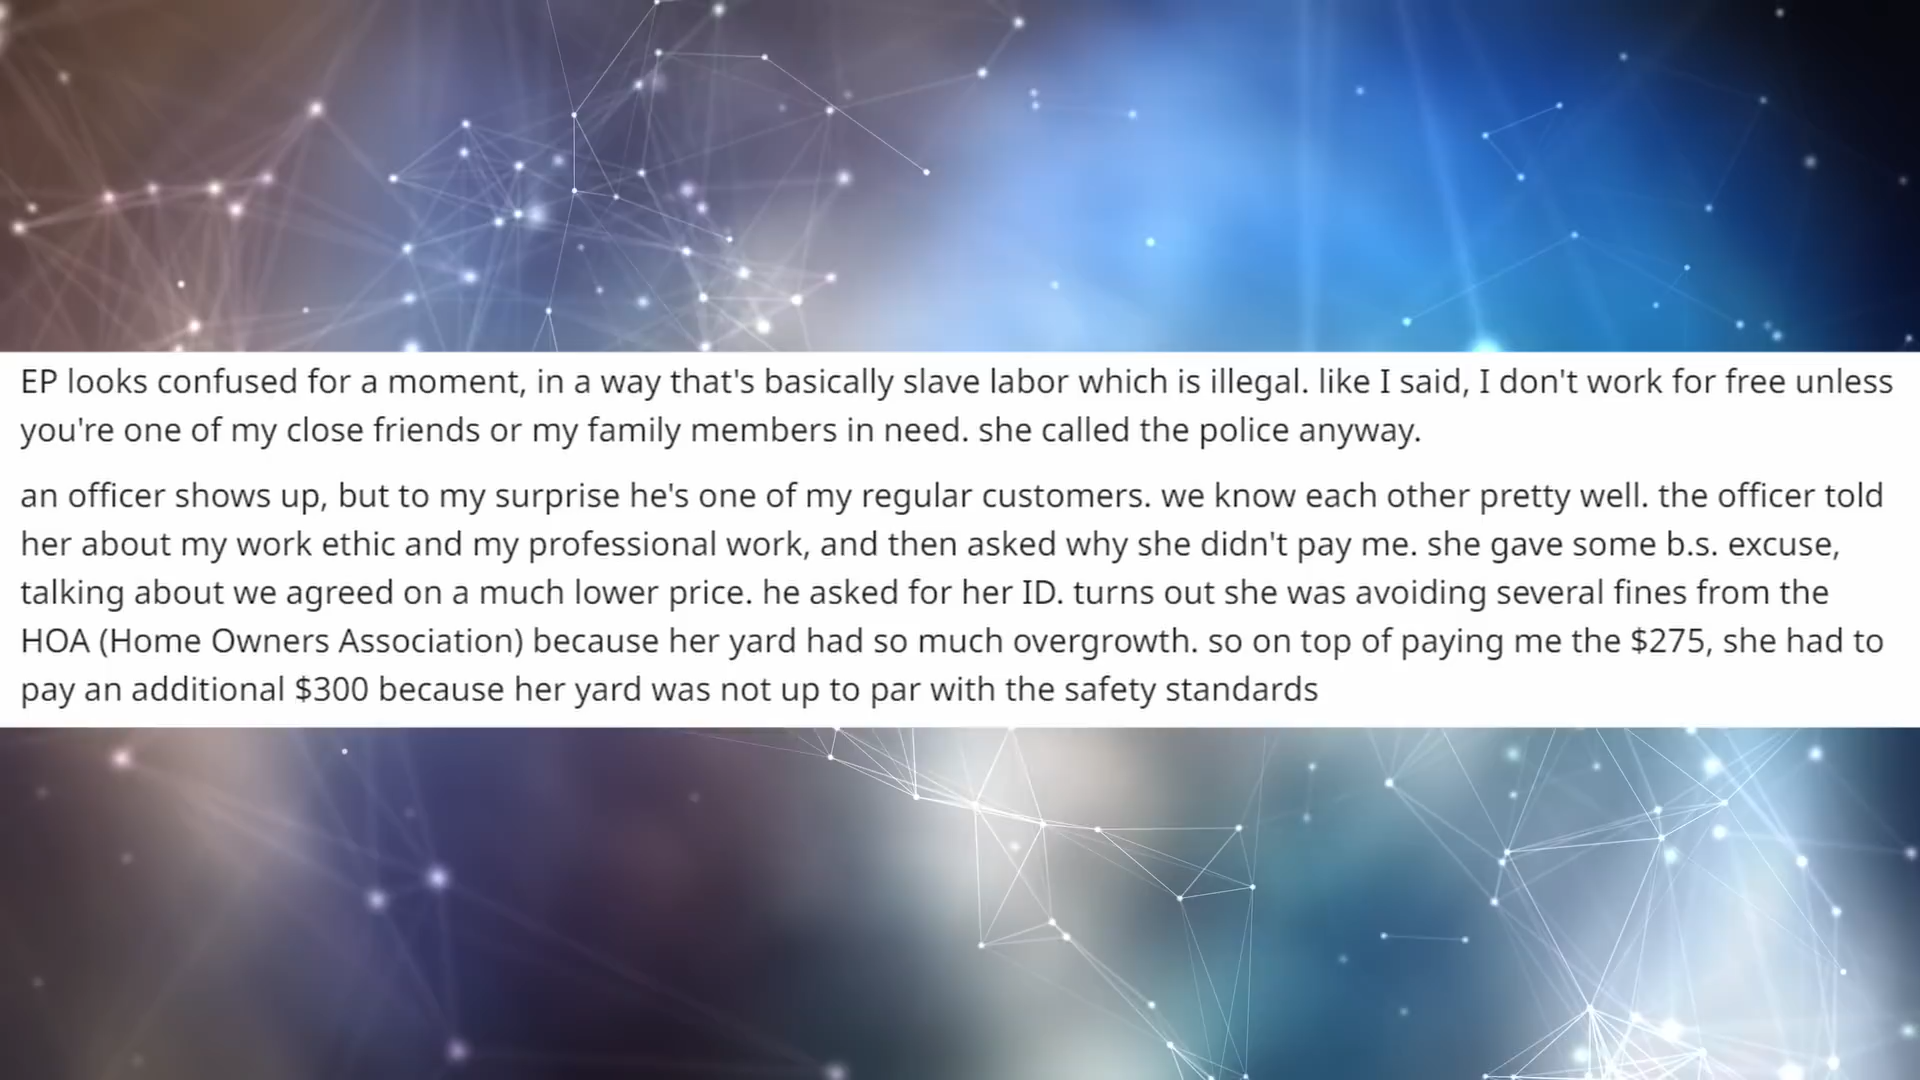 EP looks confused for a moment, in a way that's basically slave labor which is illegal. like I said, I don't work for free unless
you're one of my close friends or my family members in need. she called the police anyway.
an officer shows up, but to my surprise he's one of my regular customers. we know each other pretty well. the officer told
her about my work ethic and my professional work, and then asked why she didn't pay me. she gave some b.s. excuse,
talking about we agreed on a much lower price. he asked for her ID. turns out she was avoiding several fines from the
HOA (Home Owners Association) because her yard had so much overgrowth. so on top of paying me the $275, she had to
pay an additional $300 because her yard was not up to par with the safety standards